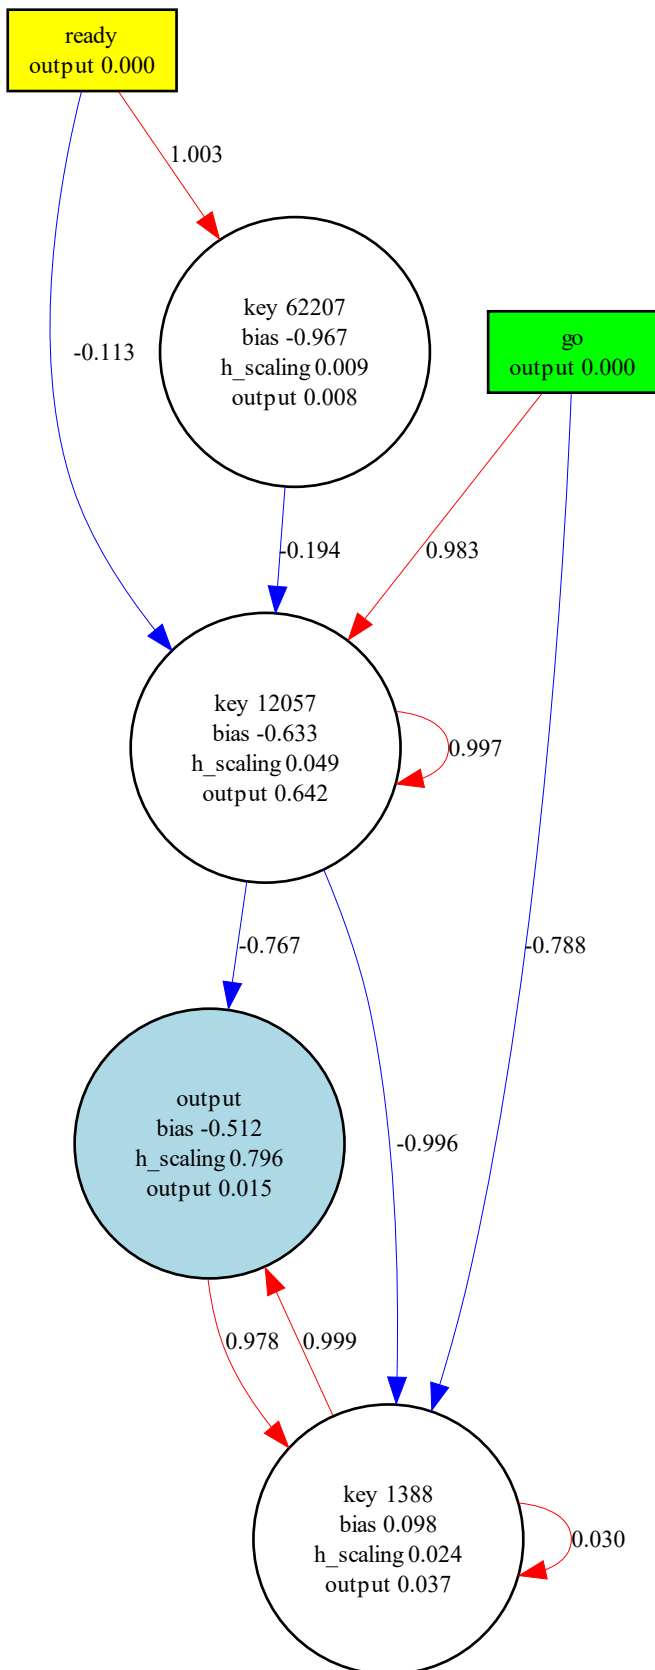 ready
output 0.000
1.003
-0.113
key 62207
bias -0.967
h_scaling 0.009
output 0.008
go
output 0.000
-0.194
0.983
key 12057
bias -0.633
h_scaling 0.049
output 0.642
0.997
-0.767
-0.788
output
bias -0.512
h_scaling 0.796
output 0.015
-0.996
0.978
0.999
key 1388
bias 0.098
h_scaling 0.024
output 0.037
0.030